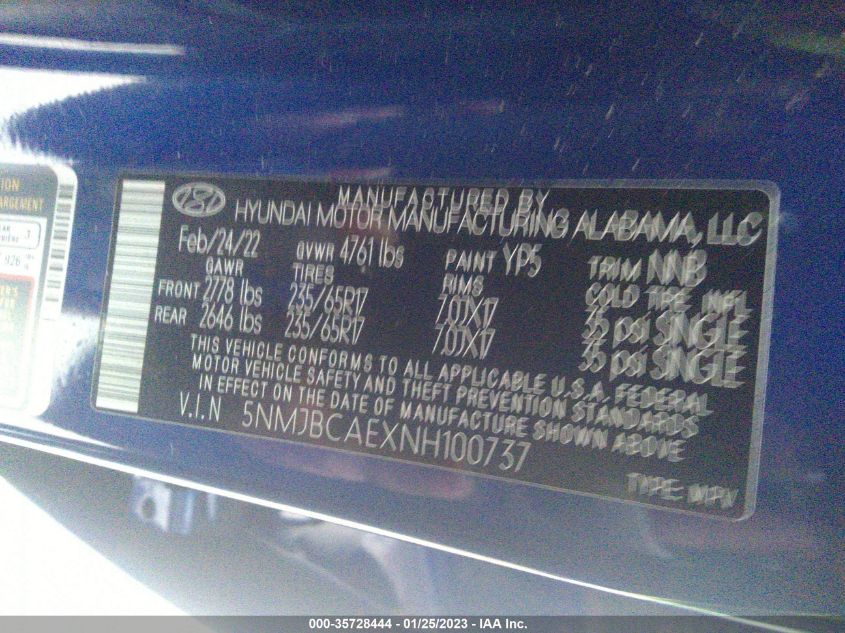 MANUFACTURED BY
HYUNDAI MOTOR MANUFACTURING ALABAMA, LLC
Feb/24/22 GVWR 4761 lbs PAINT YP5 TRIM NNB
GAWR TIRES RIMS COLD TIRE INFL
FRONT 2778 lbs 235/65R17 7.0JX17 35 psi SINGLE
REAR 2646 lbs 235/65R17 7.0JX17 35 psi SINGLE
THIS VEHICLE CONFORMS TO ALL APPLICABLE U.S.A. FEDERAL
MOTOR VEHICLE SAFETY AND THEFT PREVENTION STANDARDS
IN EFFECT ON THE DATE OF MANUFACTURE SHOWN ABOVE
V.I.N 5NMJBCAEXNH100737
TYPE: MPV
000-35728444 — 01/25/2023 — IAA Inc.